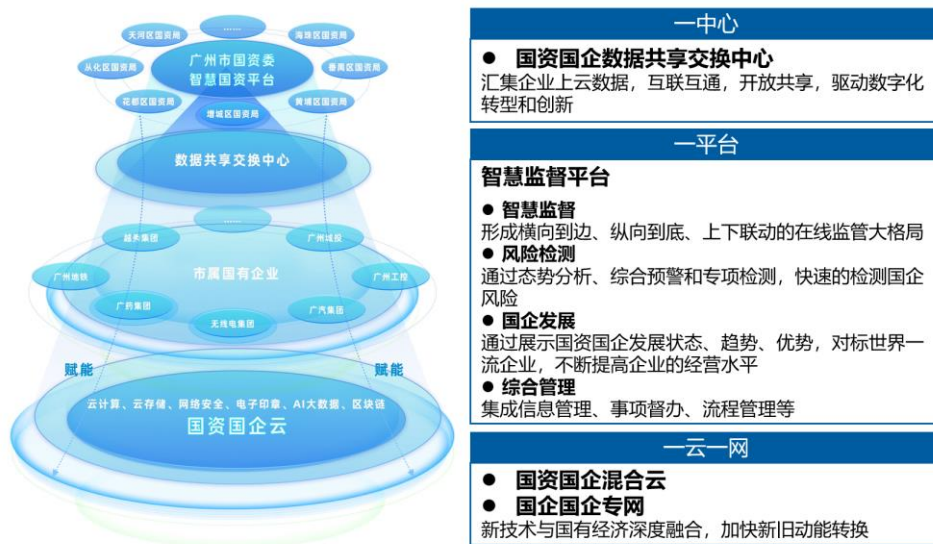 ……
天河区国资局
海珠区国资局
广州市国资委
智慧国资平台
从化区国资局
番禺区国资局
花都区国资局
黄埔区国资局
增城区国资局
数据共享交换中心
……
越秀集团
广州城投
广州地铁
市属国有企业
广州工控
广药集团
广汽集团
无线电集团
赋能
赋能
云计算、云存储、网络安全、电子印章、AI大数据、区块链
国资国企云
一中心
● 国资国企数据共享交换中心
汇集企业上云数据，互联互通，开放共享，驱动数字化
转型和创新
一平台
智慧监督平台
● 智慧监督
形成横向到边、纵向到底、上下联动的在线监管大格局
● 风险检测
通过态势分析、综合预警和专项检测，快速的检测国企
风险
● 国企发展
通过展示国资国企发展状态、趋势、优势，对标世界一
流企业，不断提高企业的经营水平
● 综合管理
集成信息管理、事项督办、流程管理等
一云一网
● 国资国企混合云
● 国企国企专网
新技术与国有经济深度融合，加快新旧动能转换